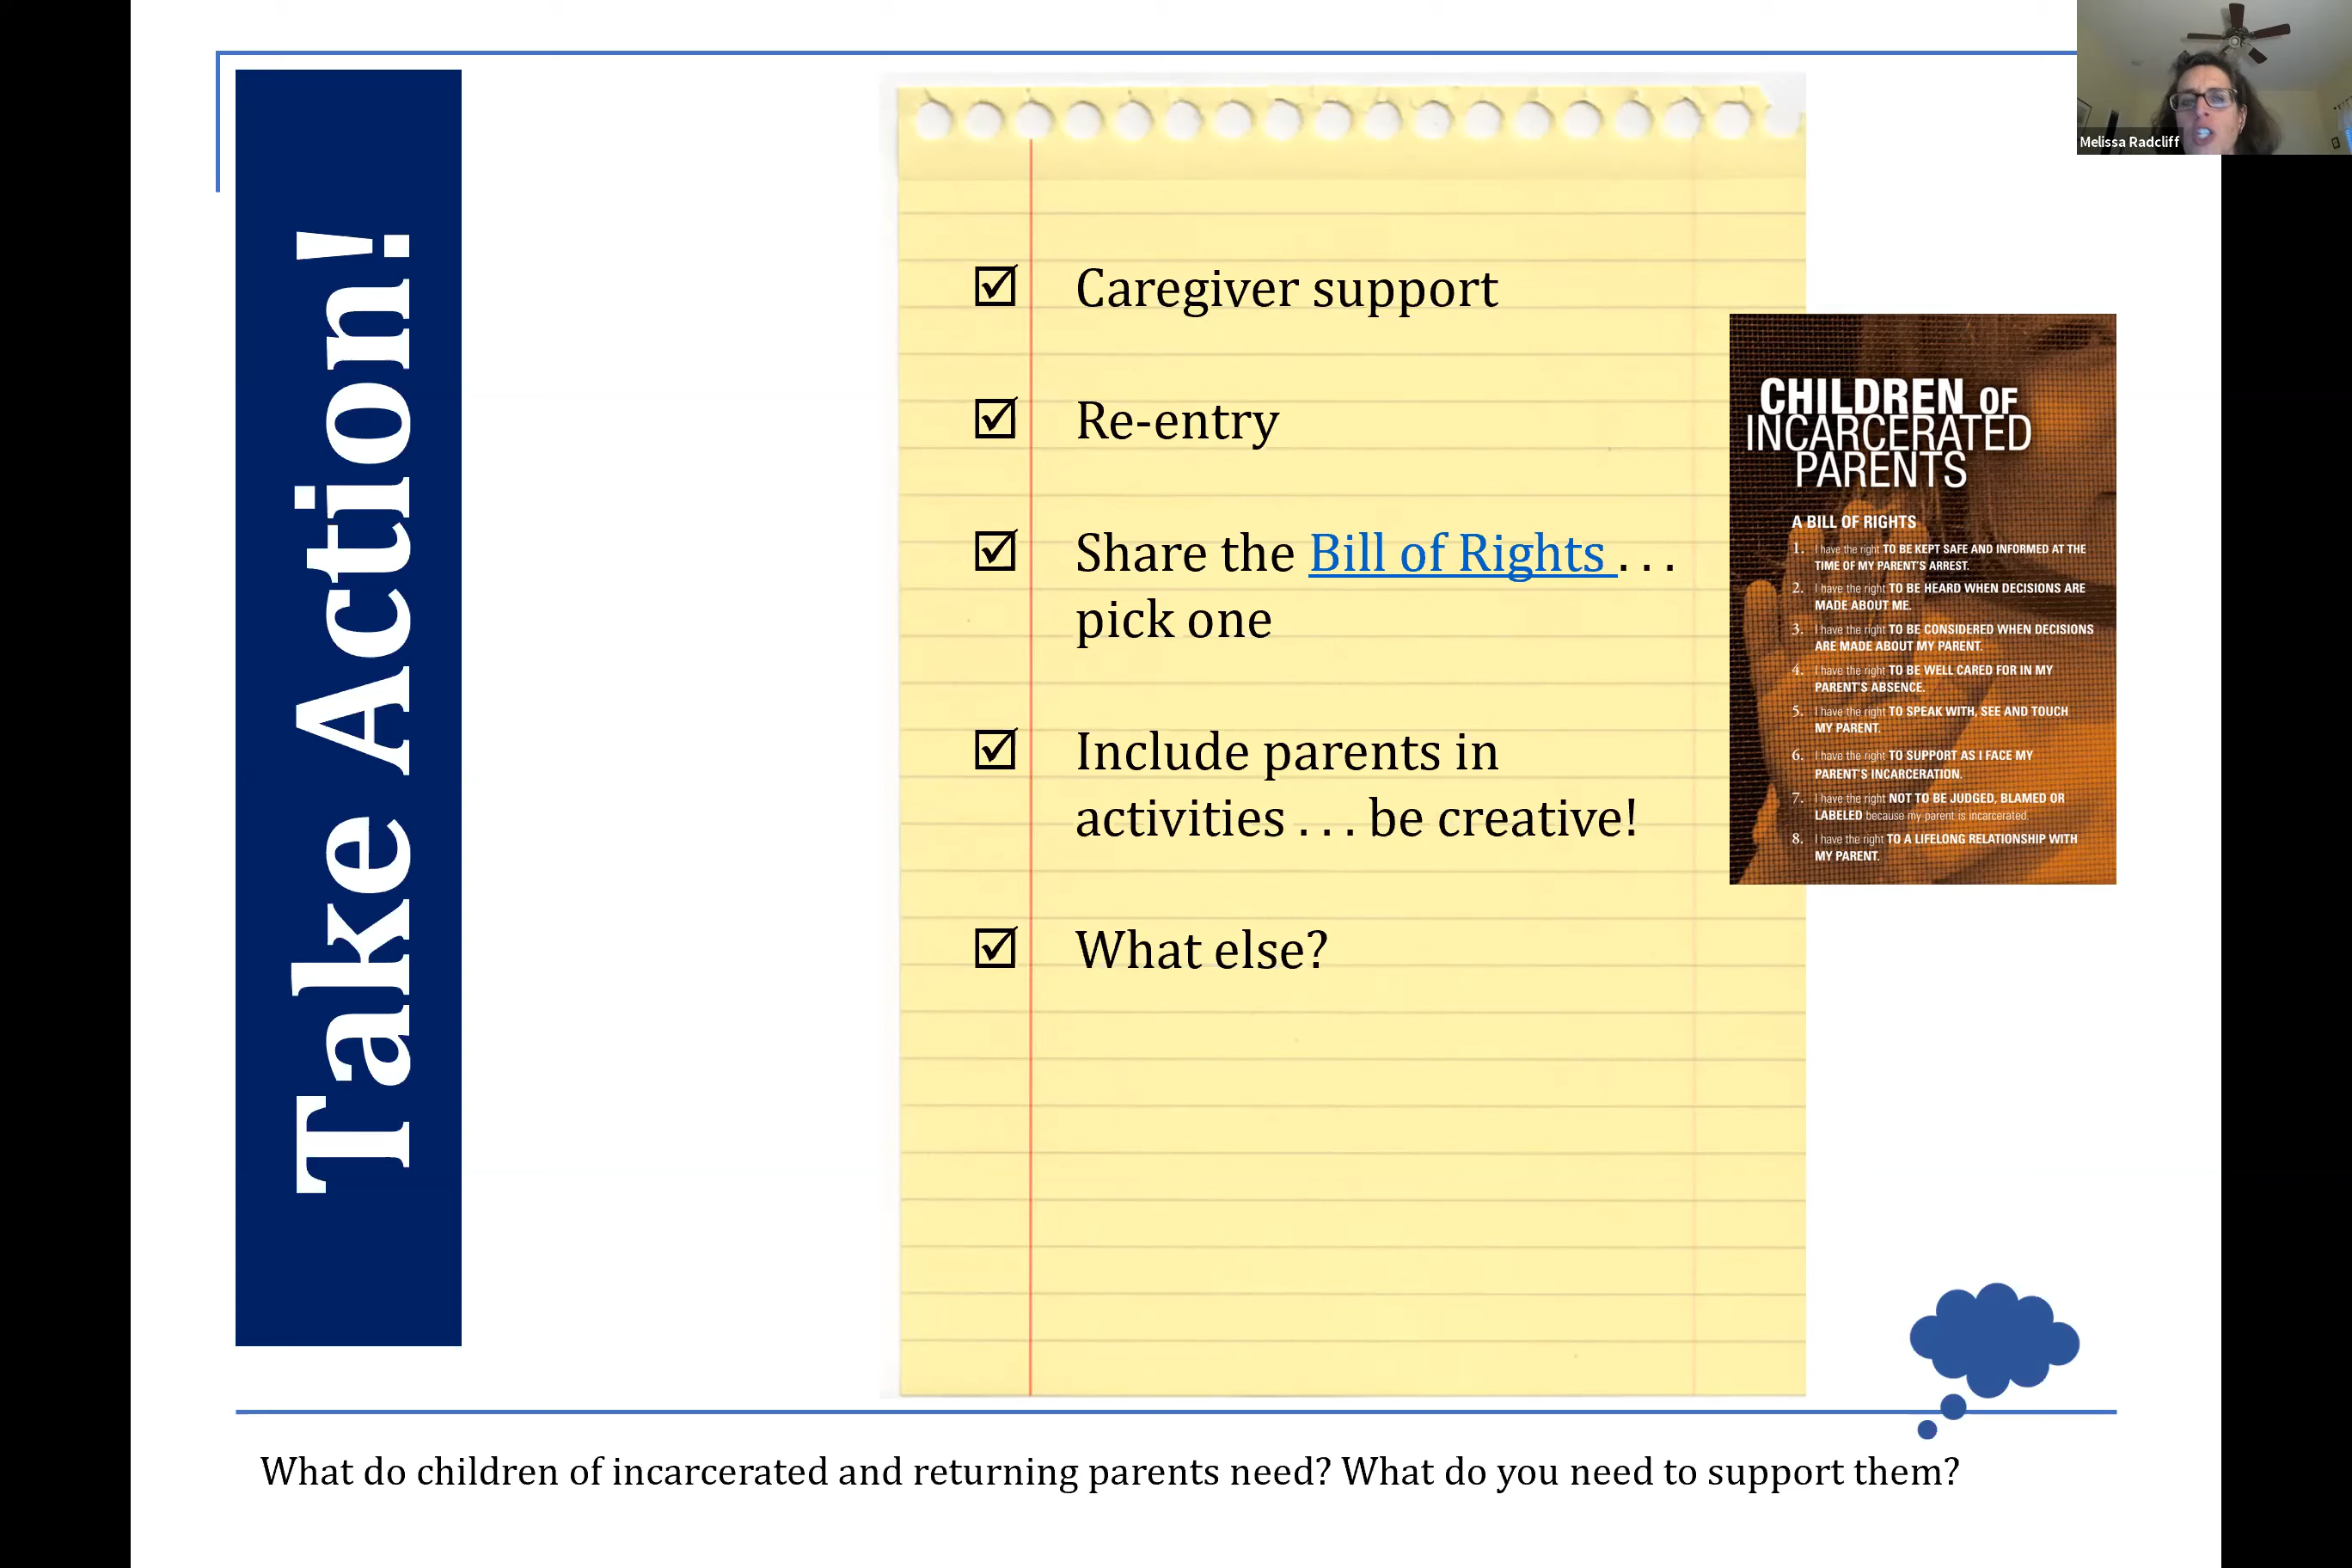 Take Action!
Caregiver support
Re-entry
Share the Bill of Rights . . .
pick one
Include parents in
activities . . . be creative!
What else?
CHILDREN OF
INCARCERATED
PARENTS
A BILL OF RIGHTS
1. I have the right TO BE KEPT SAFE AND INFORMED AT THE
TIME OF MY PARENT'S ARREST.
2. I have the right TO BE HEARD WHEN DECISIONS ARE
MADE ABOUT ME.
3. I have the right TO BE CONSIDERED WHEN DECISIONS
ARE MADE ABOUT MY PARENT.
4. I have the right TO BE WELL CARED FOR IN MY
PARENT'S ABSENCE.
5. I have the right TO SPEAK WITH, SEE AND TOUCH
MY PARENT.
6. I have the right TO SUPPORT AS I FACE MY
PARENT'S INCARCERATION.
7. I have the right NOT TO BE JUDGED, BLAMED OR
LABELED because my parent is incarcerated.
8. I have the right TO A LIFELONG RELATIONSHIP WITH
MY PARENT.
Melissa Radcliff
What do children of incarcerated and returning parents need? What do you need to support them?